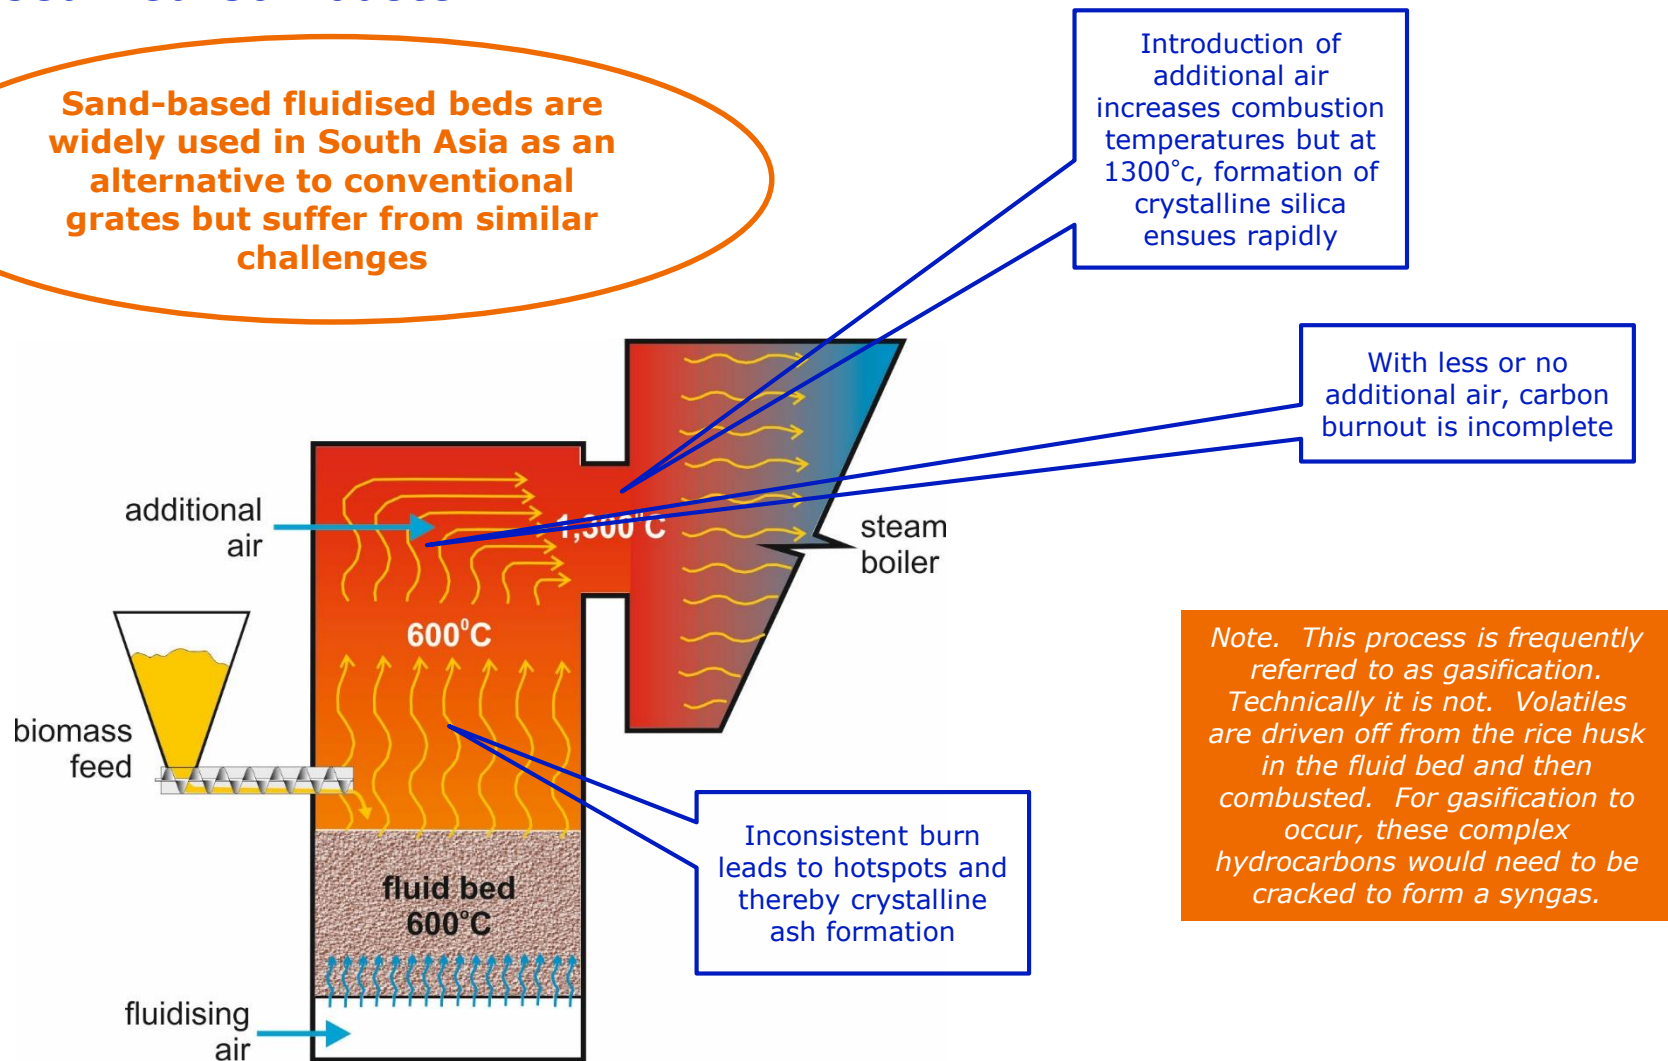 Sand-based fluidised beds are
widely used in South Asia as an
alternative to conventional
grates but suffer from similar
challenges
Introduction of
additional air
increases combustion
temperatures but at
1300°c, formation of
crystalline silica
ensues rapidly
With less or no
additional air, carbon
burnout is incomplete
additional
air
1,300°C
steam
boiler
600°C
biomass
feed
Note. This process is frequently
referred to as gasification.
Technically it is not. Volatiles
are driven off from the rice husk
in the fluid bed and then
combusted. For gasification to
occur, these complex
hydrocarbons would need to be
cracked to form a syngas.
Inconsistent burn
leads to hotspots and
thereby crystalline
ash formation
fluid bed
600°C
fluidising
air